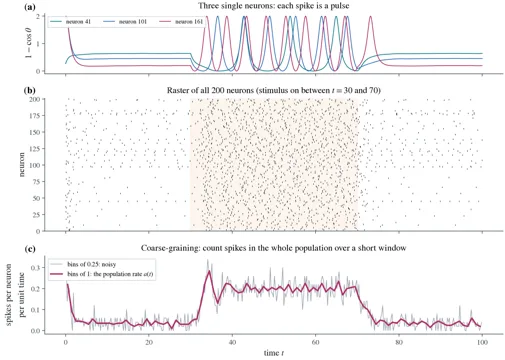 (a)
Three single neurons: each spike is a pulse
neuron 41
neuron 101
neuron 161
1 − cos θ
2
1
0
(b)
Raster of all 200 neurons (stimulus on between t = 30 and 70)
neuron
200
175
150
125
100
75
50
25
0
(c)
Coarse-graining: count spikes in the whole population over a short window
bins of 0.25: noisy
bins of 1: the population rate a(t)
spikes per neuron
per unit time
0.3
0.2
0.1
0.0
0
20
40
60
80
100
time t